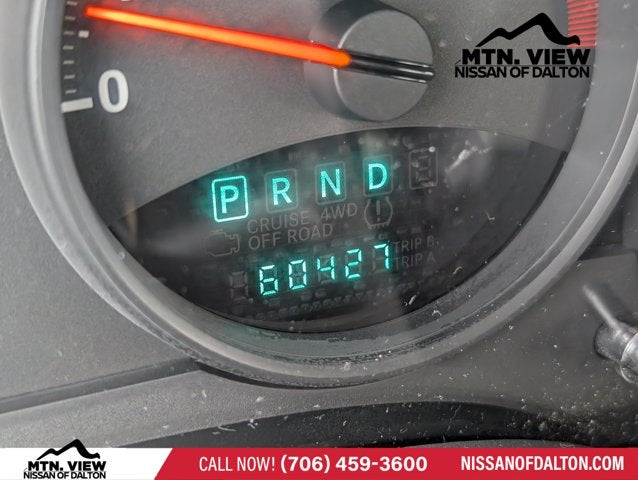 MTN. VIEW
NISSAN OF DALTON
0
P R N D
CRUISE 4WD
OFF ROAD
TRIP B
60427 TRIP A
MTN. VIEW
NISSAN OF DALTON
CALL NOW! (706) 459-3600
NISSANOFDALTON.COM